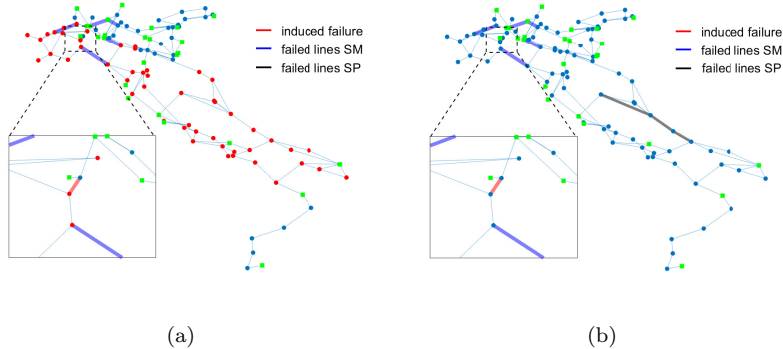 induced failure
failed lines SM
failed lines SP
induced failure
failed lines SM
failed lines SP
(a)
(b)